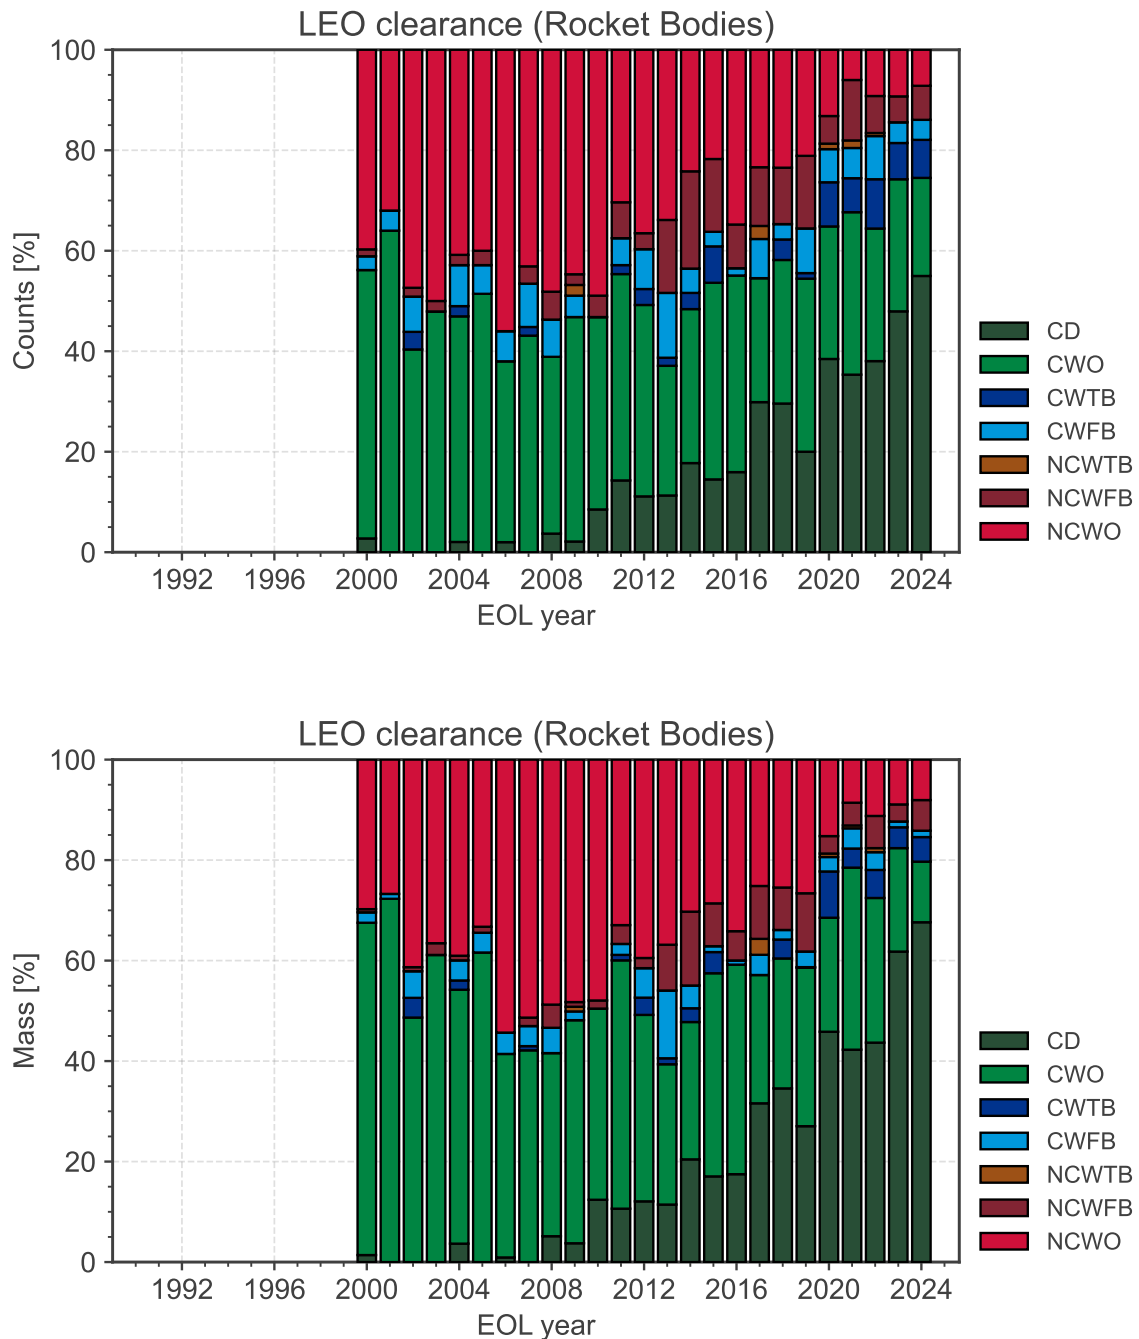 LEO clearance (Rocket Bodies)
100
80
60
40
20
0
Counts [%]
1992 1996 2000 2004 2008 2012 2016 2020 2024
EOL year
CD
CWO
CWTB
CWFB
NCWTB
NCWFB
NCWO
LEO clearance (Rocket Bodies)
100
80
60
40
20
0
Mass [%]
1992 1996 2000 2004 2008 2012 2016 2020 2024
EOL year
CD
CWO
CWTB
CWFB
NCWTB
NCWFB
NCWO